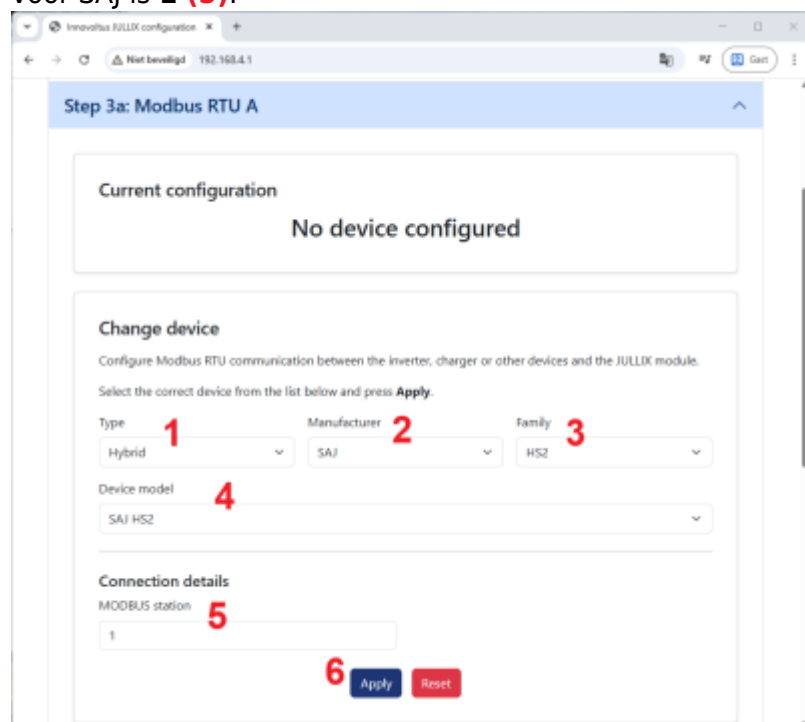 voor SAJ is 1 (5).
Innovoltus JULLIX configuration
Niet beveiligd 192.168.4.1
Gast
Step 3a: Modbus RTU A
Current configuration
No device configured
Change device
Configure Modbus RTU communication between the inverter, charger or other devices and the JULLIX module.
Select the correct device from the list below and press Apply.
Type 1 Manufacturer 2 Family 3
Hybrid SAJ HS2
Device model 4
SAJ HS2
Connection details
MODBUS station 5
1
6 Apply Reset